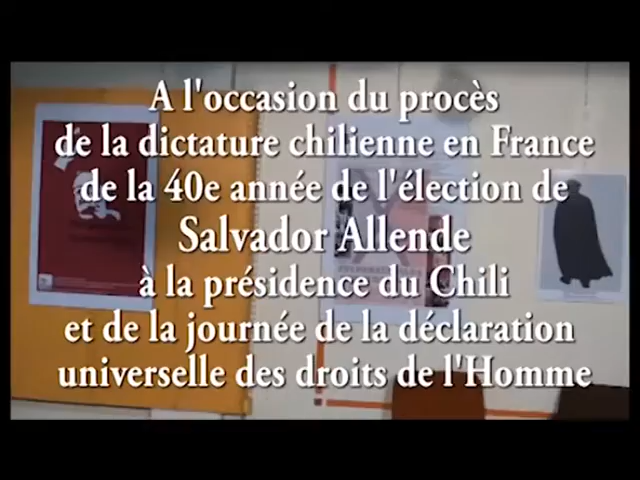 A l'occasion du procès
de la dictature chilienne en France
de la 40e année de l'élection de
Salvador Allende
à la présidence du Chili
et de la journée de la déclaration
universelle des droits de l'Homme